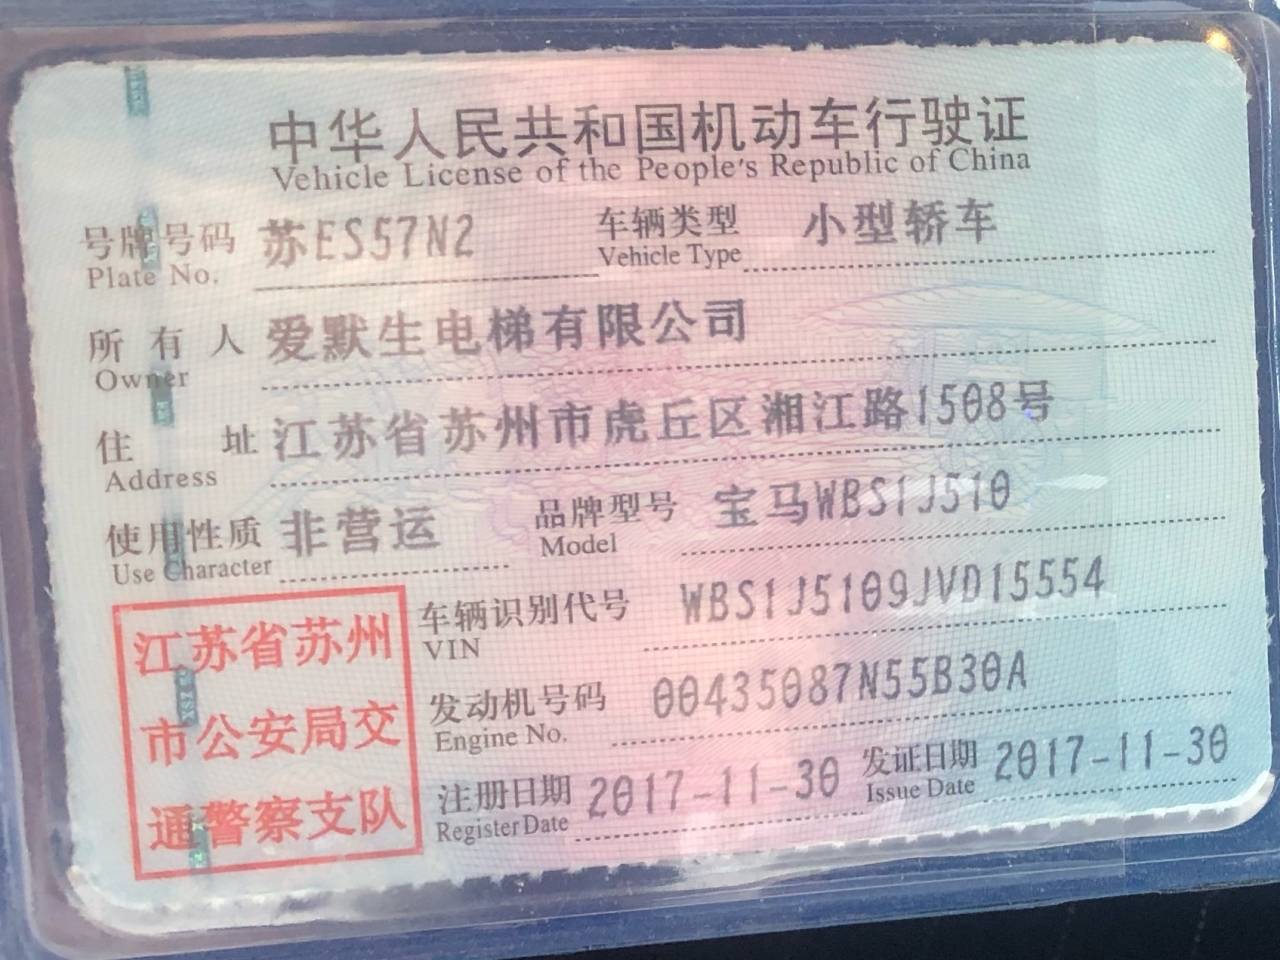 中华人民共和国机动车行驶证
Vehicle License of the People's Republic of China
号牌号码 苏ES57N2 车辆类型 小型轿车
Plate No. Vehicle Type
所有人 爱默生电梯有限公司
Owner
住址 江苏省苏州市虎丘区湘江路1508号
Address
使用性质 非营运 品牌型号 宝马WBS1J510
Use Character Model
车辆识别代号 WBS1J5109JVD15554
VIN
发动机号码 00435087N55B30A
Engine No.
注册日期 2017-11-30 发证日期 2017-11-30
Register Date Issue Date
江苏省苏州
市公安局交
通警察支队